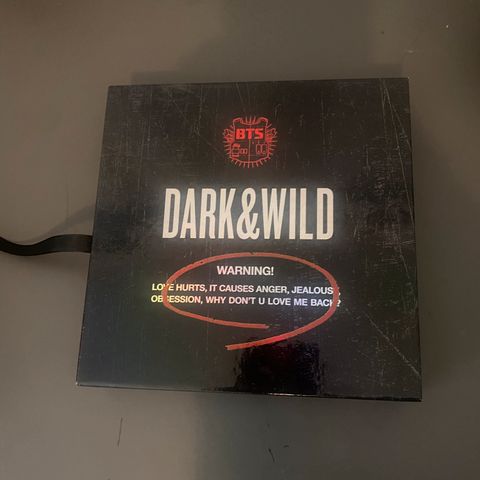 BTS
DARK&WILD
WARNING!
LOVE HURTS, IT CAUSES ANGER, JEALOUSY,
OBSESSION, WHY DON'T U LOVE ME BACK?